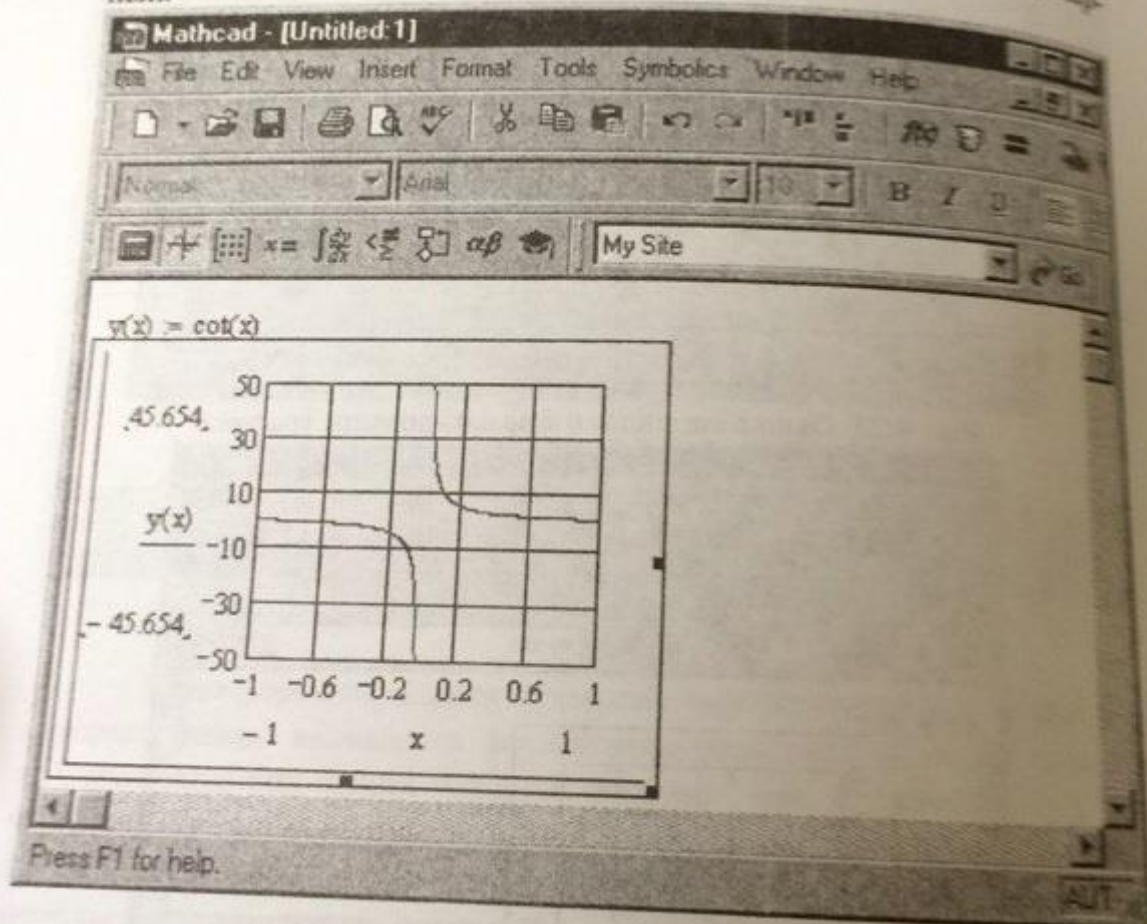 Mathcad - [Untitled:1]
File Edit View Insert Format Tools Symbolics Window Help
Normal Arial 10 B I U
x= αβ My Site Go
y(x) := cot(x)
50
45.654
30
10
y(x)
-10
-30
- 45.654
-50
-1 -0.6 -0.2 0.2 0.6 1
- 1 x 1
Press F1 for help.
AUT